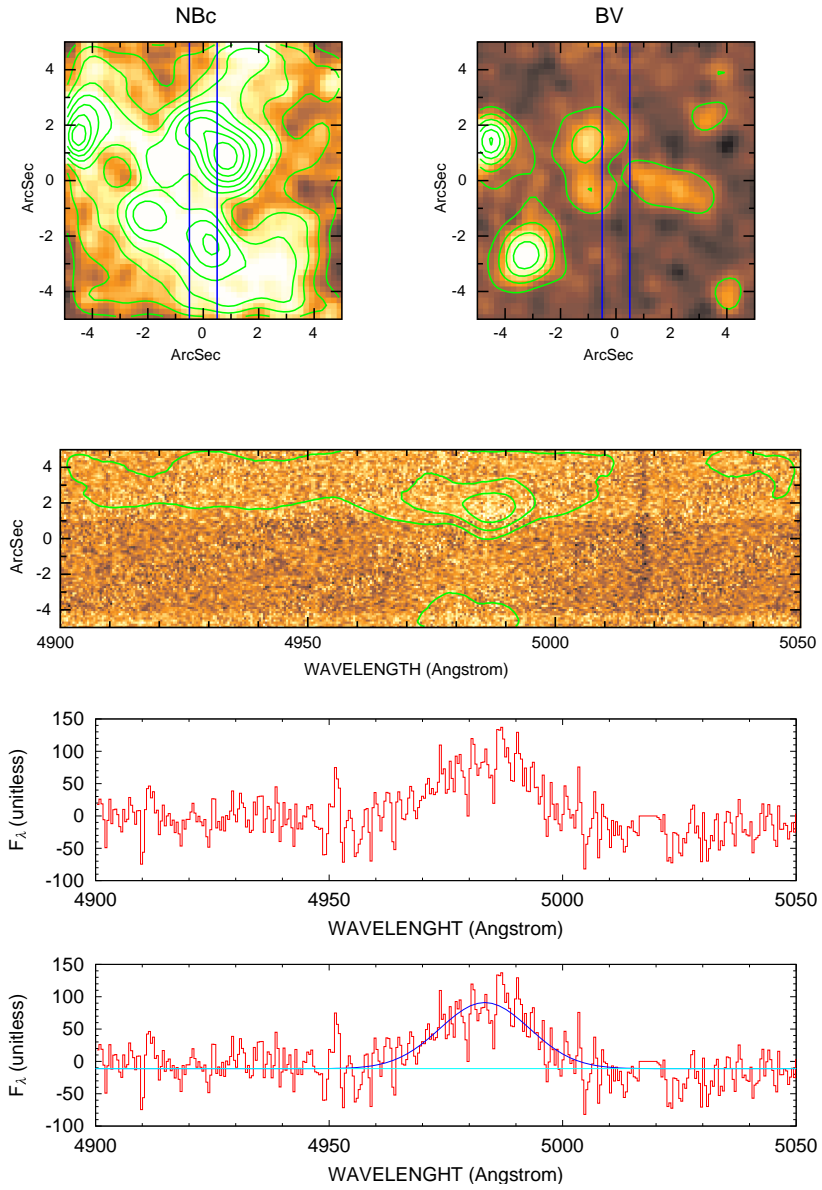 NBc BV
4 4
2 2
0 0
-2 -2
-4 -4
ArcSec ArcSec
-4 -2 0 2 4 -4 -2 0 2 4
ArcSec ArcSec
4
2
0
-2
-4
ArcSec
4900 4950 5000 5050
WAVELENGTH (Angstrom)
150
100
50
0
-50
-100
F_λ (unitless)
4900 4950 5000 5050
WAVELENGHT (Angstrom)
150
100
50
0
-50
-100
F_λ (unitless)
4900 4950 5000 5050
WAVELENGHT (Angstrom)